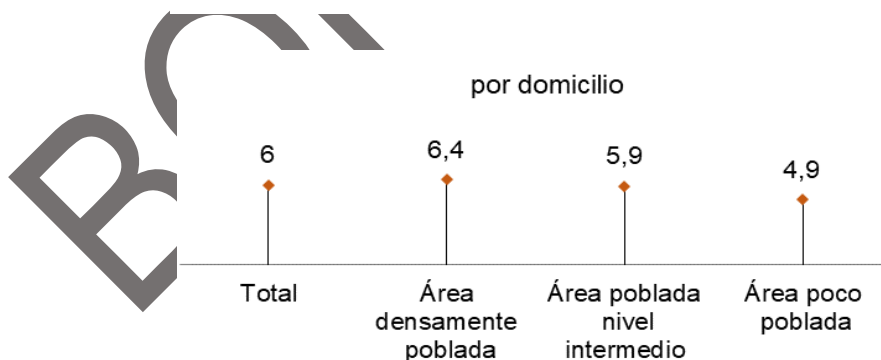 por domicilio
6
6,4
5,9
4,9
Total
Área
densamente
poblada
Área poblada
nivel
intermedio
Área poco
poblada